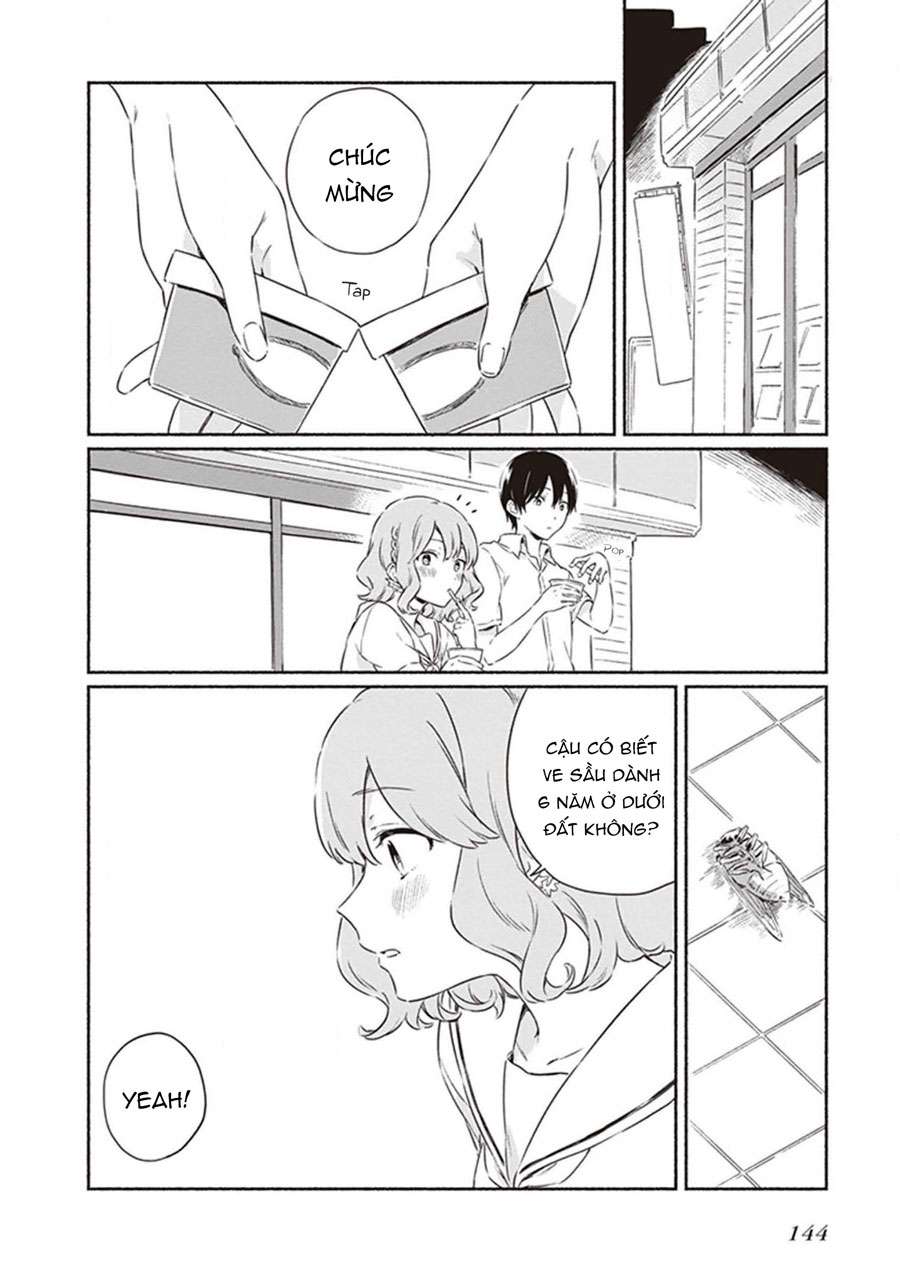 CHÚC
MỪNG
Tap
POP
CẬU CÓ BIẾT
VE SẦU DÀNH
6 NĂM Ở DƯỚI
ĐẤT KHÔNG?
YEAH!
144